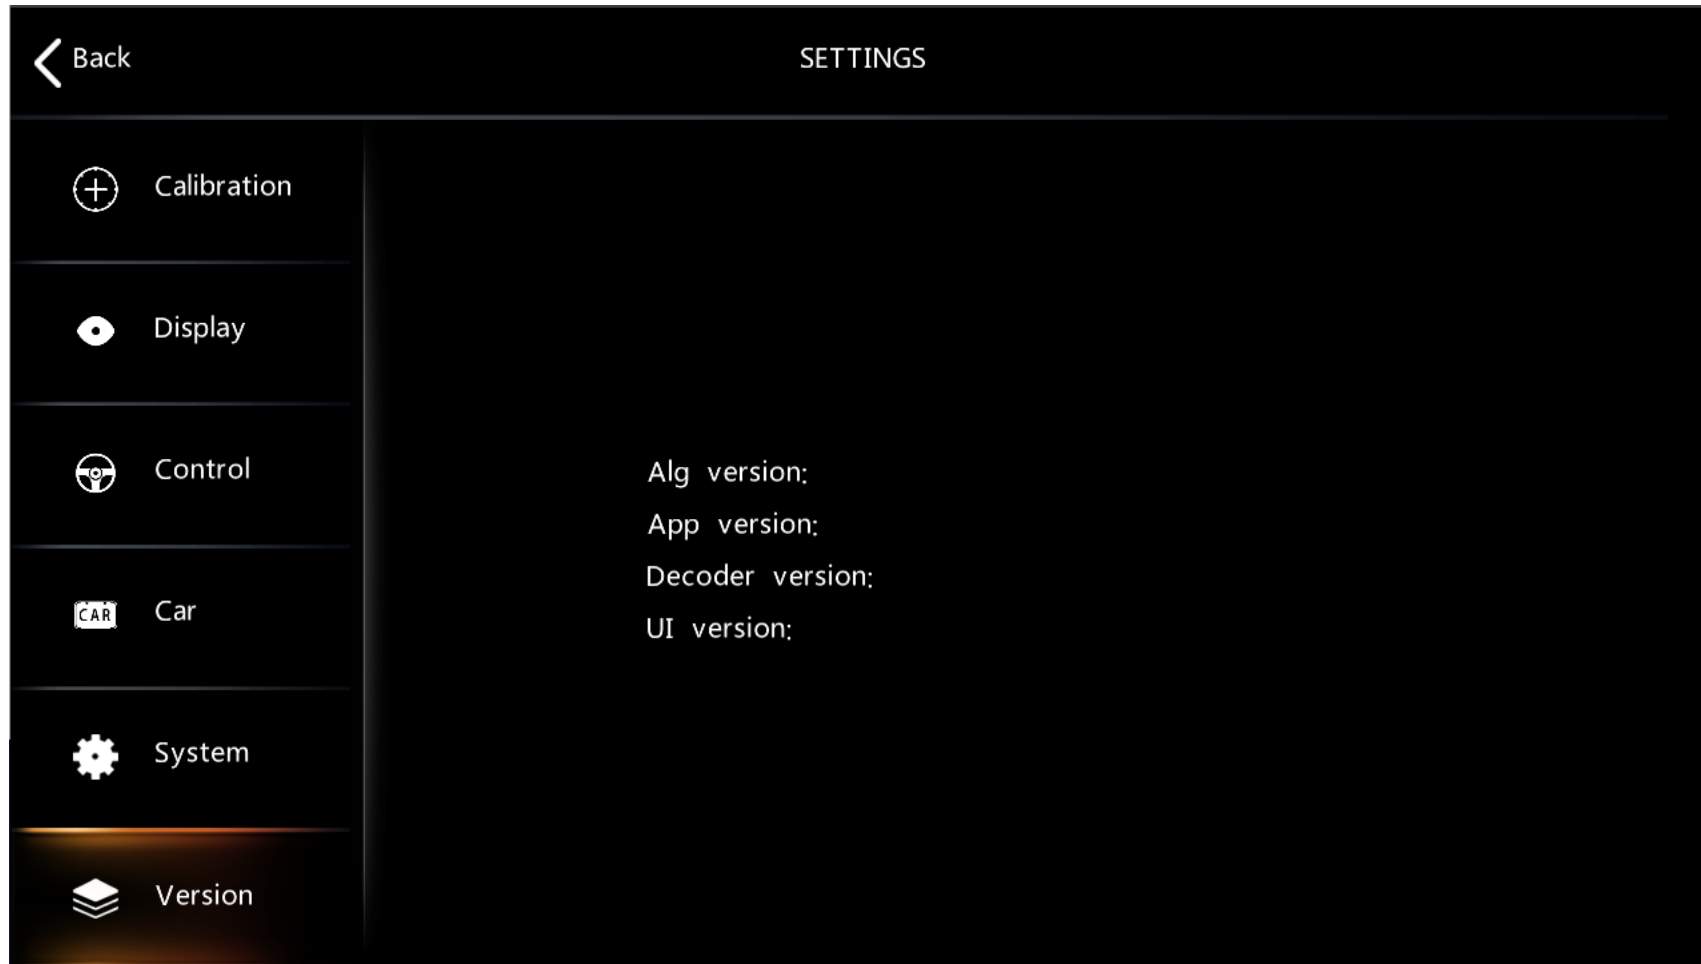 Back
SETTINGS
Calibration
Display
Control
CAR
Car
System
Version
Alg version:
App version:
Decoder version:
UI version: